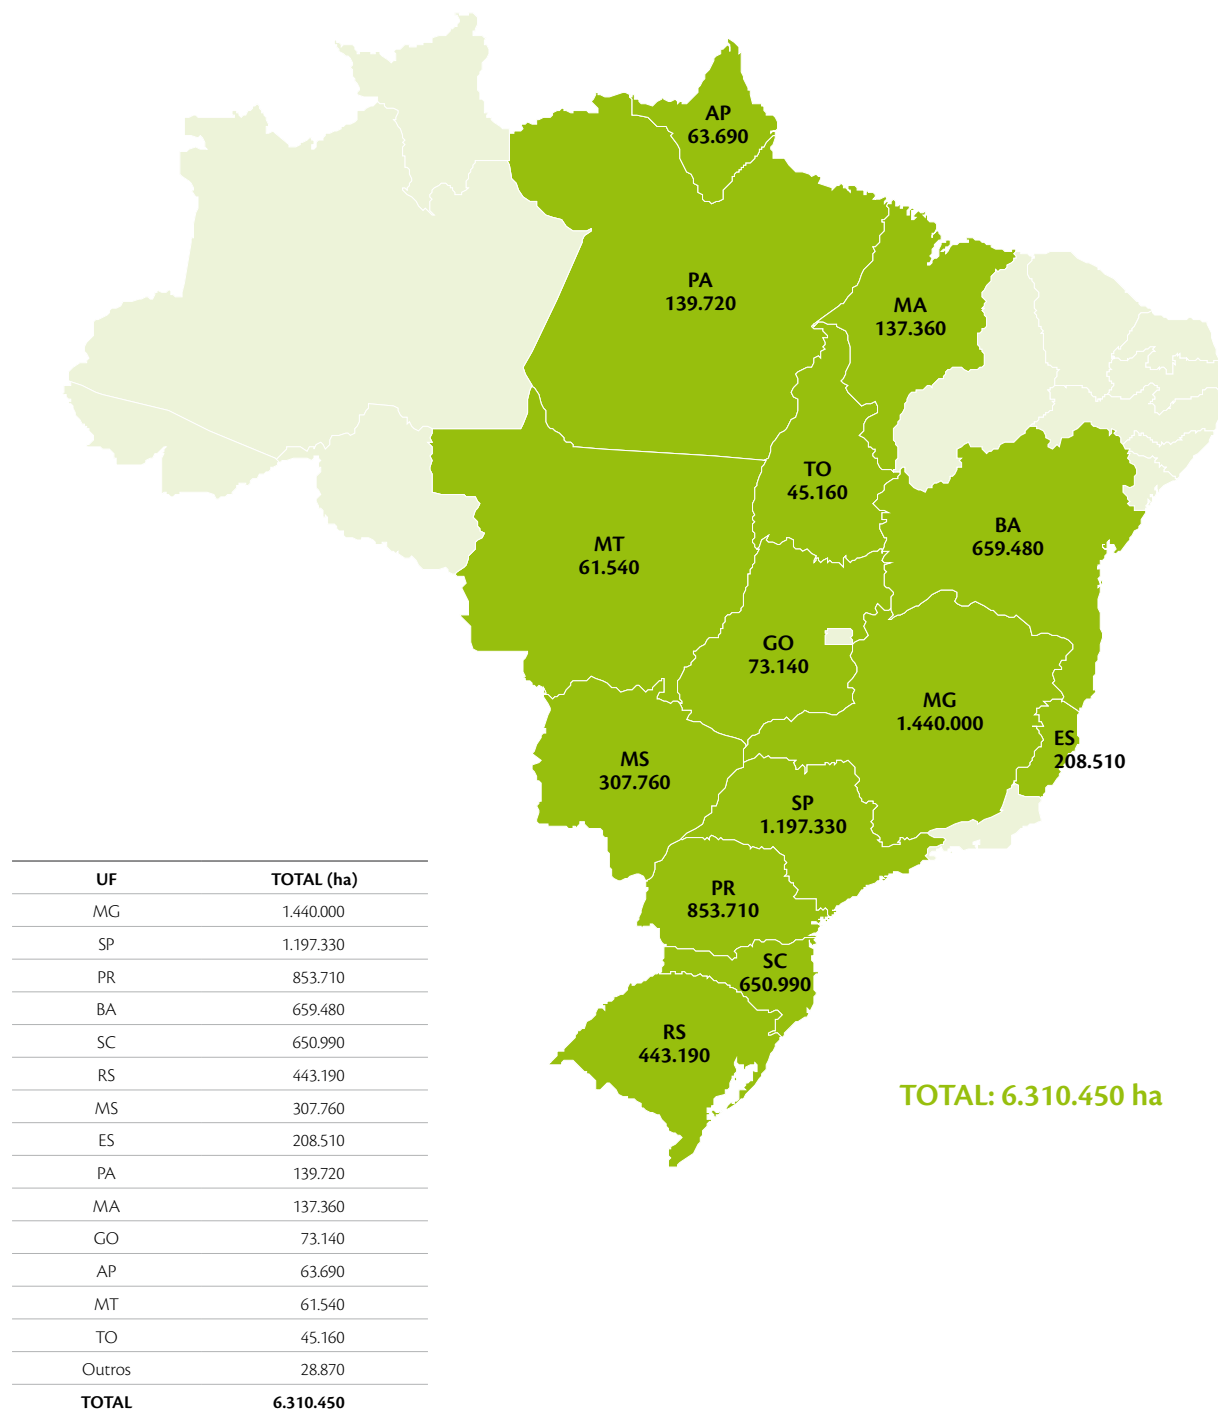 AP
63.690
PA
139.720
MA
137.360
TO
45.160
BA
659.480
MT
61.540
GO
73.140
MG
1.440.000
ES
208.510
MS
307.760
SP
1.197.330
PR
853.710
SC
650.990
RS
443.190
TOTAL: 6.310.450 ha
UF TOTAL (ha)
MG 1.440.000
SP 1.197.330
PR 853.710
BA 659.480
SC 650.990
RS 443.190
MS 307.760
ES 208.510
PA 139.720
MA 137.360
GO 73.140
AP 63.690
MT 61.540
TO 45.160
Outros 28.870
TOTAL 6.310.450